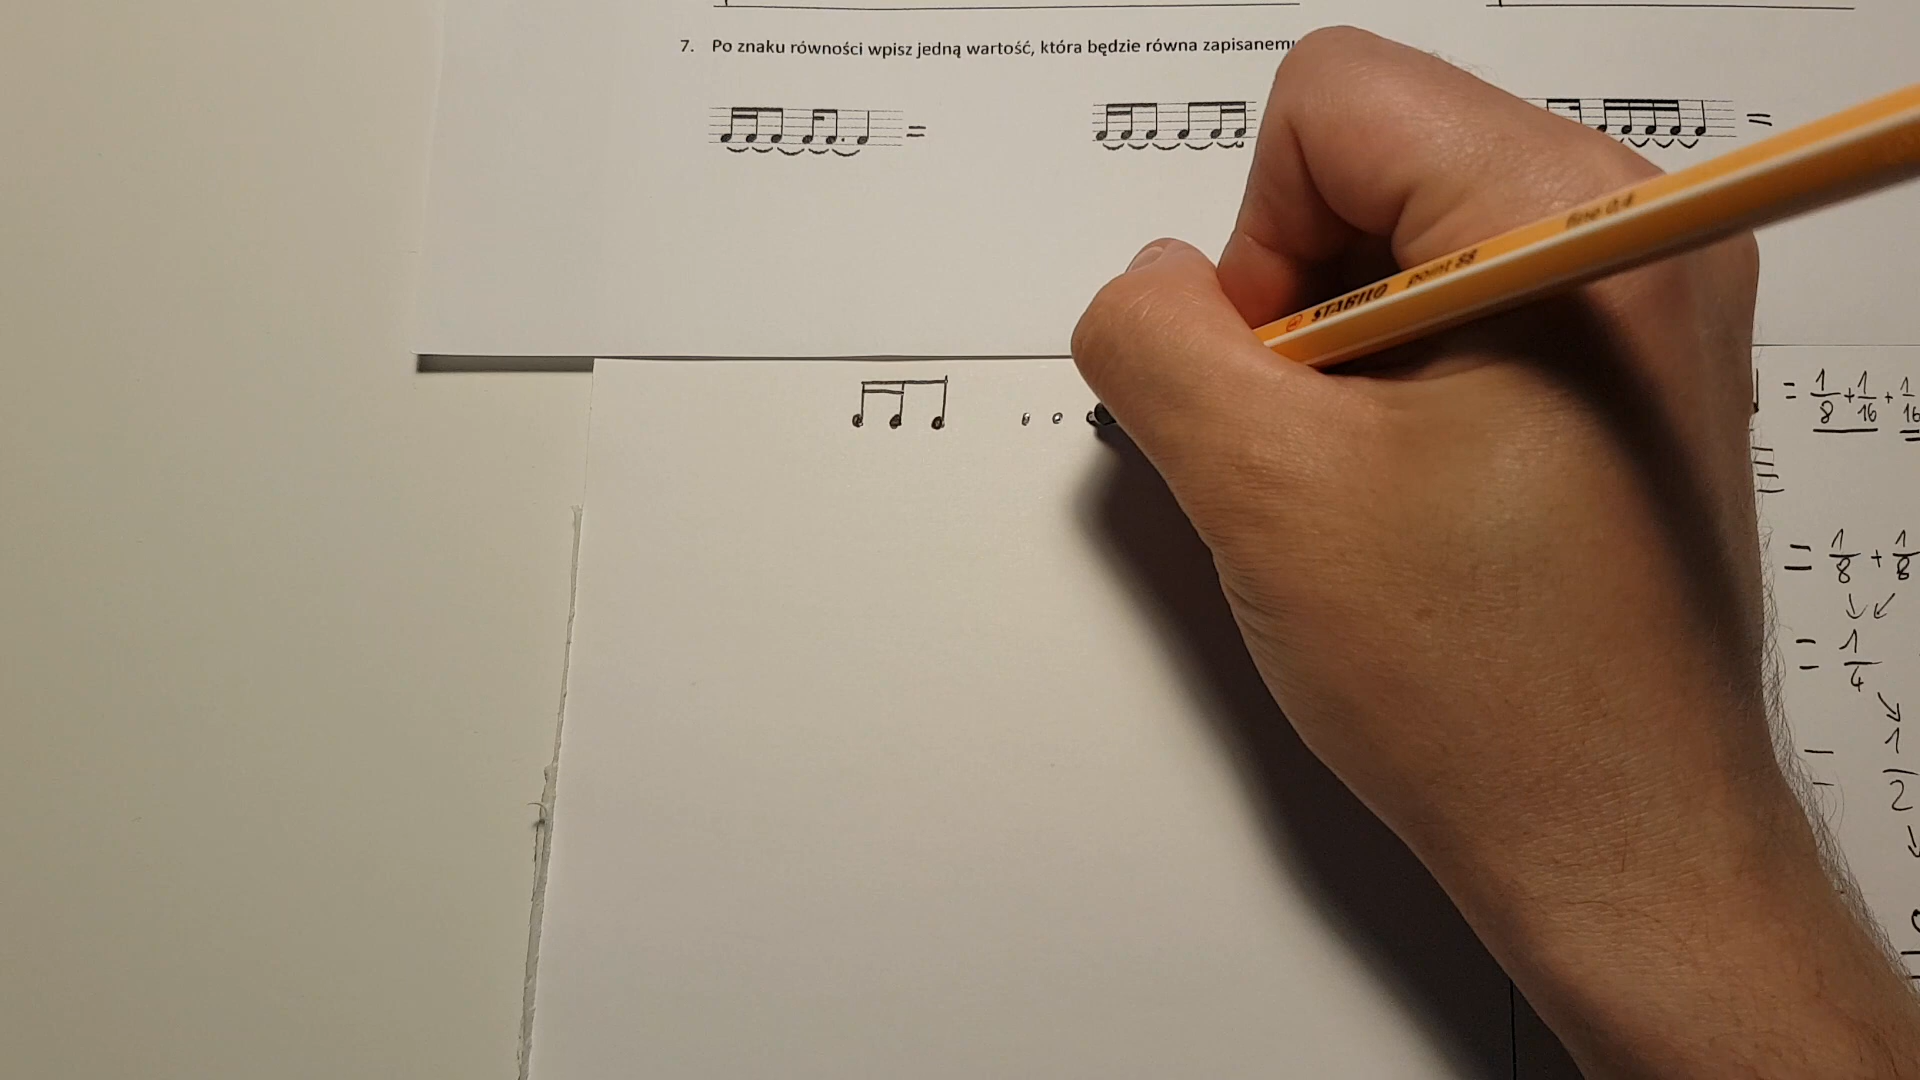 7. Po znaku równości wpisz jedną wartość, która będzie równa zapisanemu
=
=
STABILO point 88 fine 0,4
= 1/8 + 1/16 + 1/16
= 1/8 + 1/8
= 1/4
= 1/2